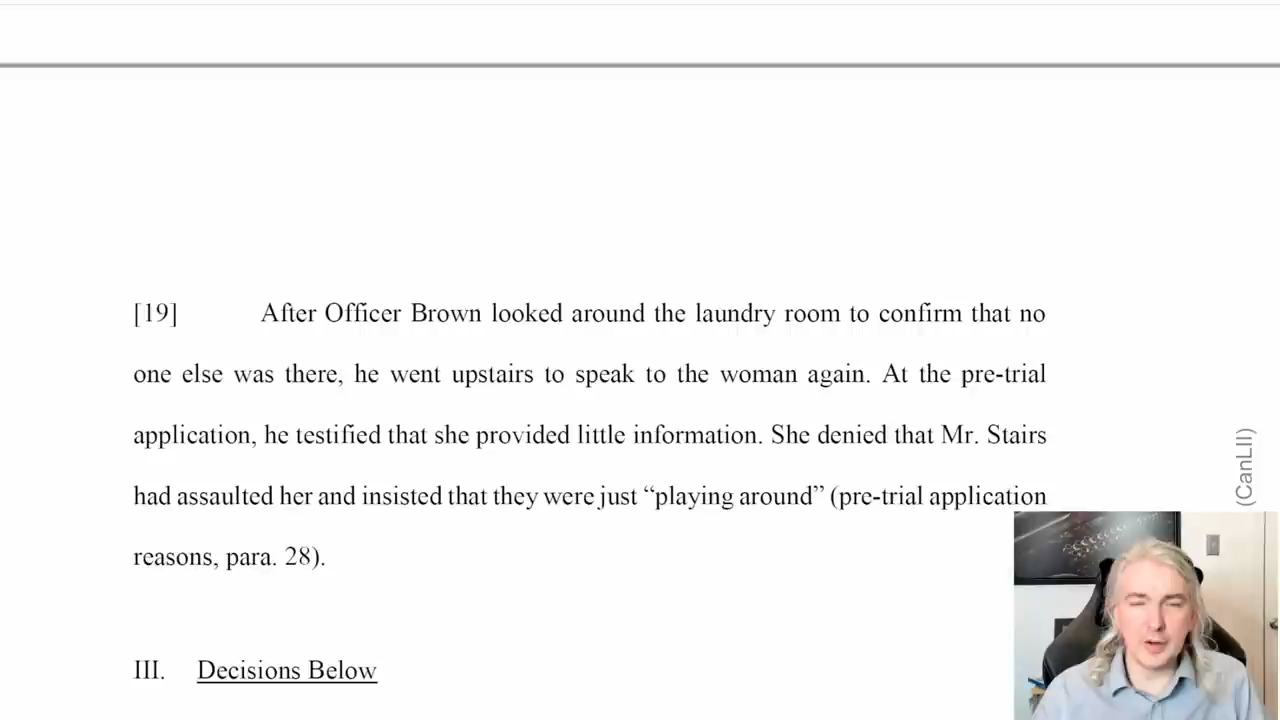 [19] After Officer Brown looked around the laundry room to confirm that no
one else was there, he went upstairs to speak to the woman again. At the pre-trial
application, he testified that she provided little information. She denied that Mr. Stairs
had assaulted her and insisted that they were just “playing around” (pre-trial application
reasons, para. 28).
(CanLII)
III. Decisions Below